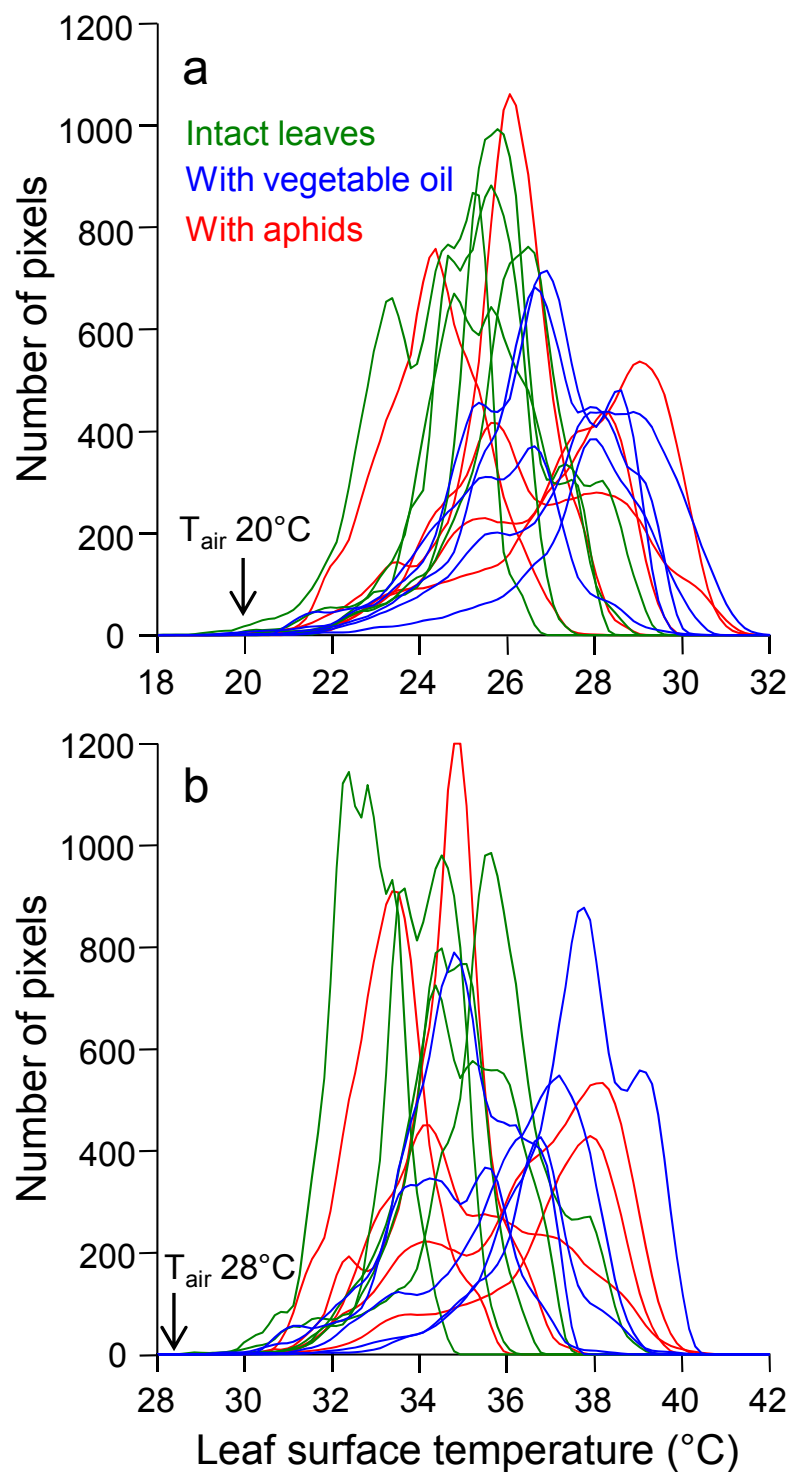 1200
a
Intact leaves
1000
With vegetable oil
With aphids
800
Number of pixels
600
400
Tair 20°C
200
0
18 20 22 24 26 28 30 32
1200
b
1000
800
Number of pixels
600
400
200
Tair 28°C
0
28 30 32 34 36 38 40 42
Leaf surface temperature (°C)